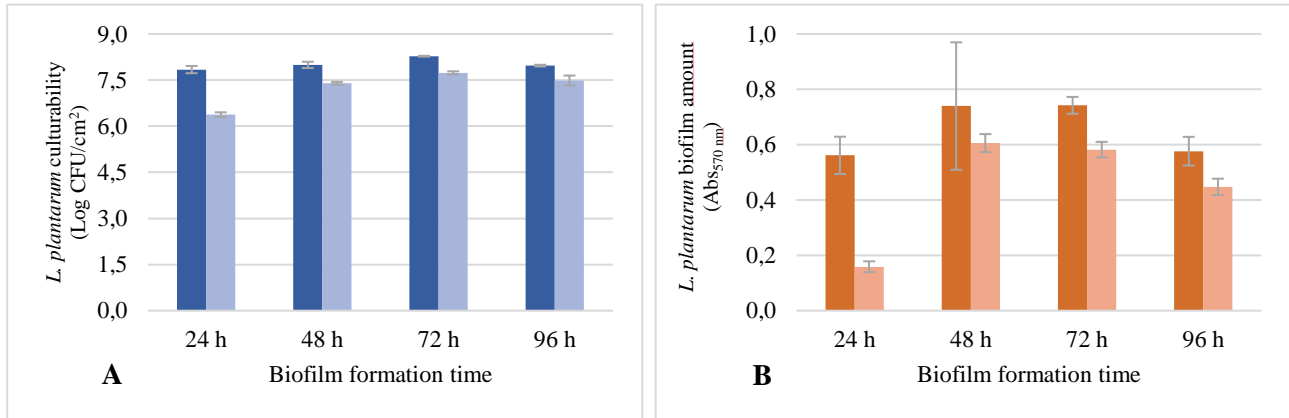 L. plantarum culturability
(Log CFU/cm²)
9,0
7,5
6,0
4,5
3,0
1,5
0,0
24 h 48 h 72 h 96 h
A Biofilm formation time
L. plantarum biofilm amount
(Abs₅₇₀ ₙₘ)
1,0
0,8
0,6
0,4
0,2
0,0
24 h 48 h 72 h 96 h
B Biofilm formation time